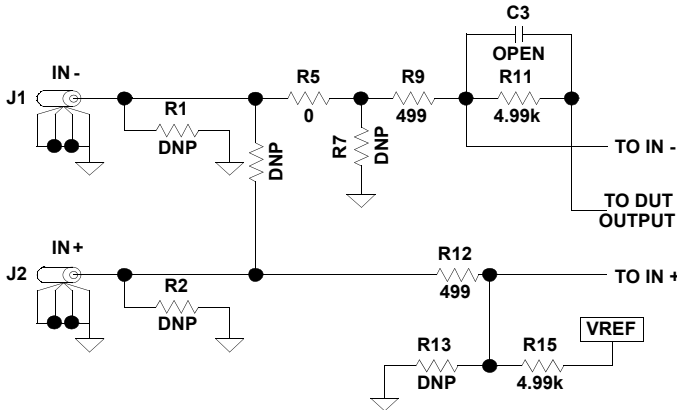 C3
OPEN
IN -
J1
R1
DNP
R5
0
R9
499
R11
4.99k
DNP
R7
DNP
TO IN -
TO DUT
OUTPUT
IN +
J2
R2
DNP
R12
499
TO IN +
VREF
R13
DNP
R15
4.99k